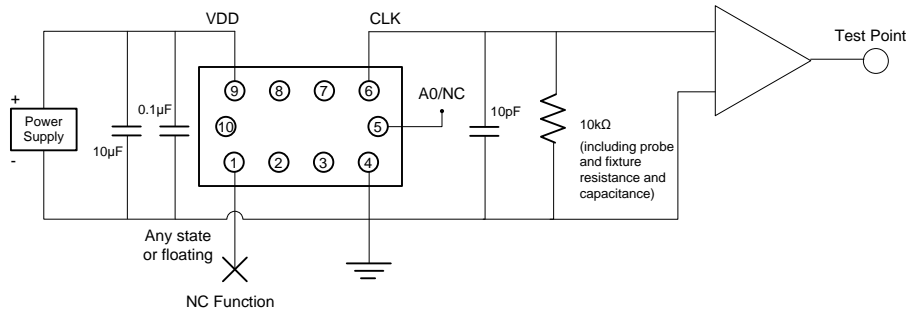 VDD
CLK
Test Point
+
Power
Supply
-
10µF
0.1µF
9
8
7
6
10
5
1
2
3
4
A0/NC
10pF
10kΩ
(including probe
and fixture
resistance and
capacitance)
Any state
or floating
NC Function